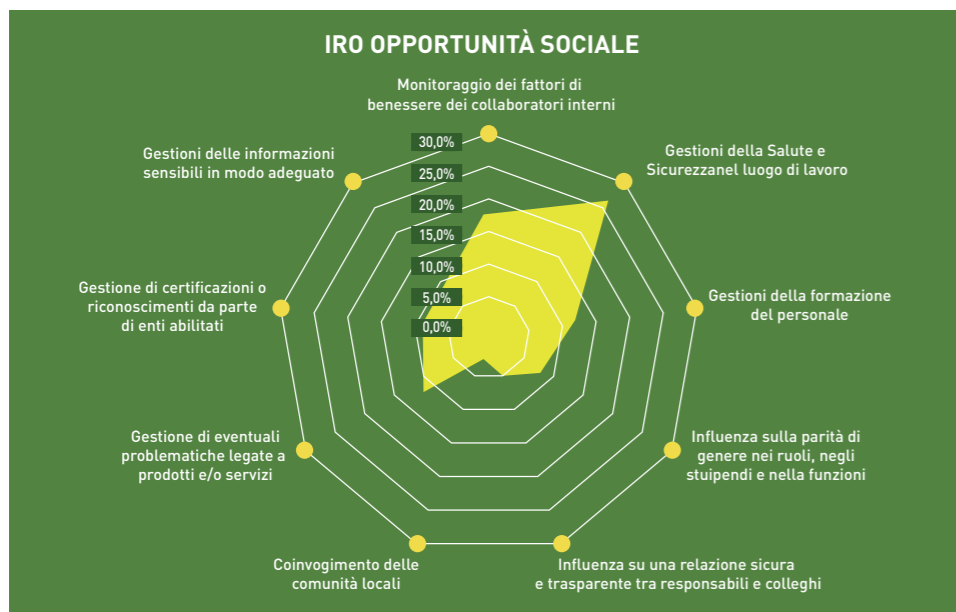 IRO OPPORTUNITÀ SOCIALE
Monitoraggio dei fattori di
benessere dei collaboratori interni
30,0%
25,0%
20,0%
15,0%
10,0%
5,0%
0,0%
Gestioni della Salute e
Sicurezzanel luogo di lavoro
Gestioni della formazione
del personale
Influenza sulla parità di
genere nei ruoli, negli
stuipendi e nella funzioni
Influenza su una relazione sicura
e trasparente tra responsabili e colleghi
Coinvogimento delle
comunità locali
Gestione di eventuali
problematiche legate a
prodotti e/o servizi
Gestione di certificazioni o
riconoscimenti da parte
di enti abilitati
Gestioni delle informazioni
sensibili in modo adeguato